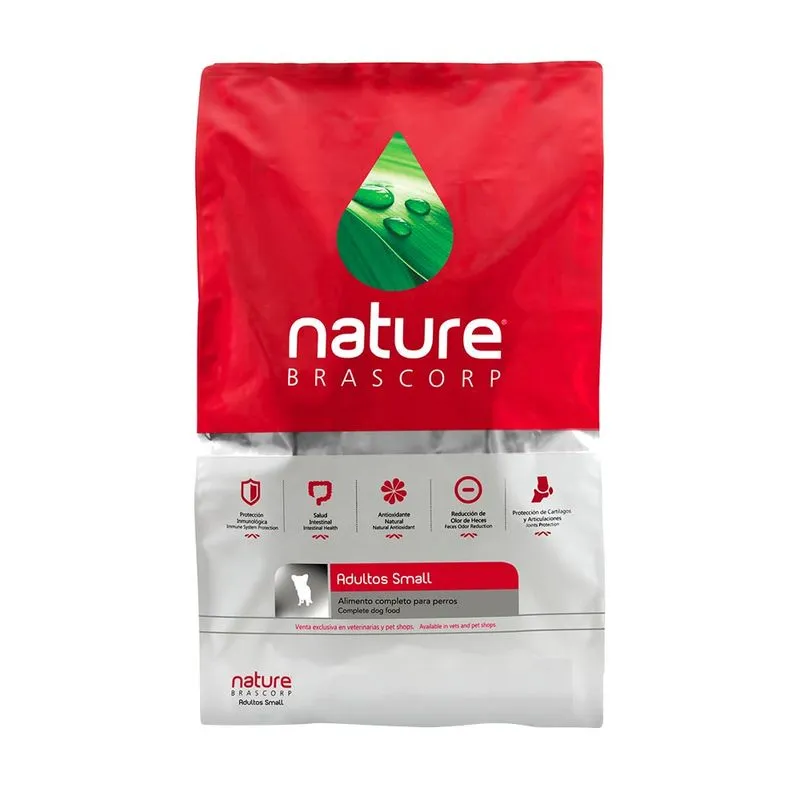 nature®
BRASCORP
Protección
Inmunológica
Immune System Protection
Salud
Intestinal
Intestinal Health
Antioxidante
Natural
Natural Antioxidant
Reducción de
Olor de Heces
Feces Odor Reduction
Protección de Cartílagos
y Articulaciones
Joints Protection
Adultos Small
Alimento completo para perros
Complete dog food
Venta exclusiva en veterinarias y pet shops. Available in vets and pet shops
nature
BRASCORP
Adultos Small